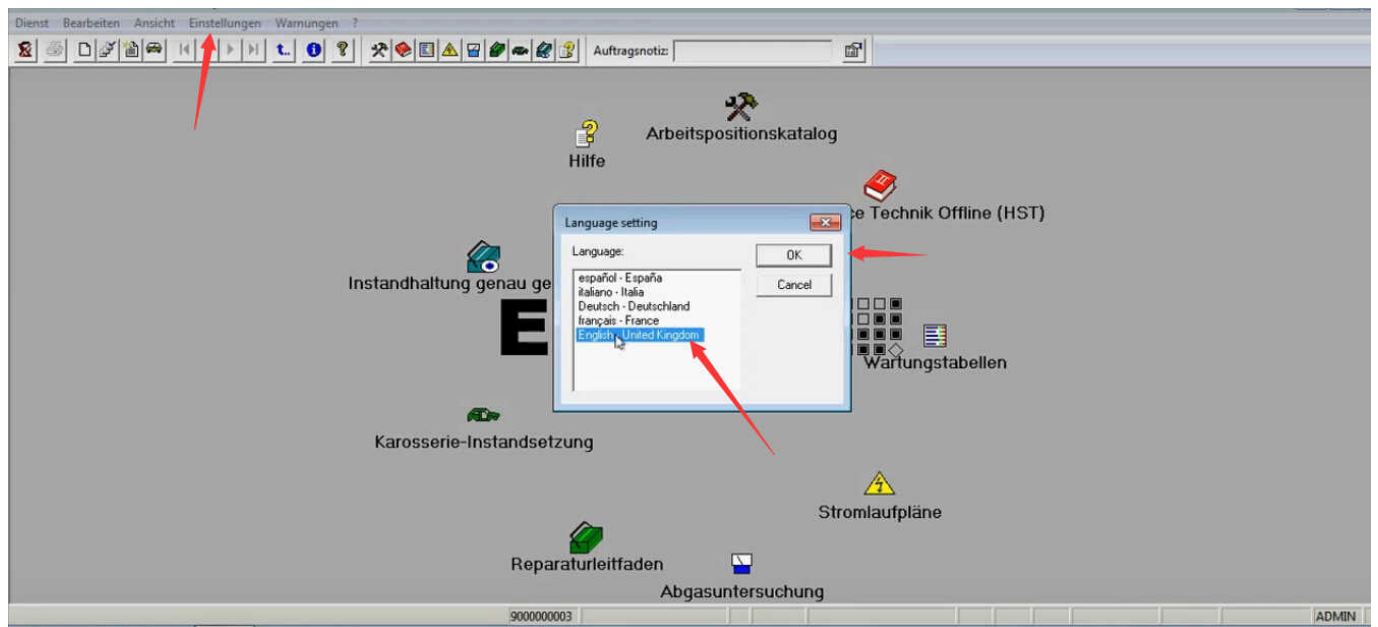 Dienst Bearbeiten Ansicht Einstellungen Warnungen ?
Auftragsnotiz:
Arbeitspositionskatalog
Hilfe
e Technik Offline (HST)
Language setting
Language:
OK
español - España
Cancel
italiano - Italia
Deutsch - Deutschland
français - France
English - United Kingdom
Instandhaltung genau ge
E
Wartungstabellen
Karosserie-Instandsetzung
Stromlaufpläne
Reparaturleitfaden
Abgasuntersuchung
9000000003
ADMIN